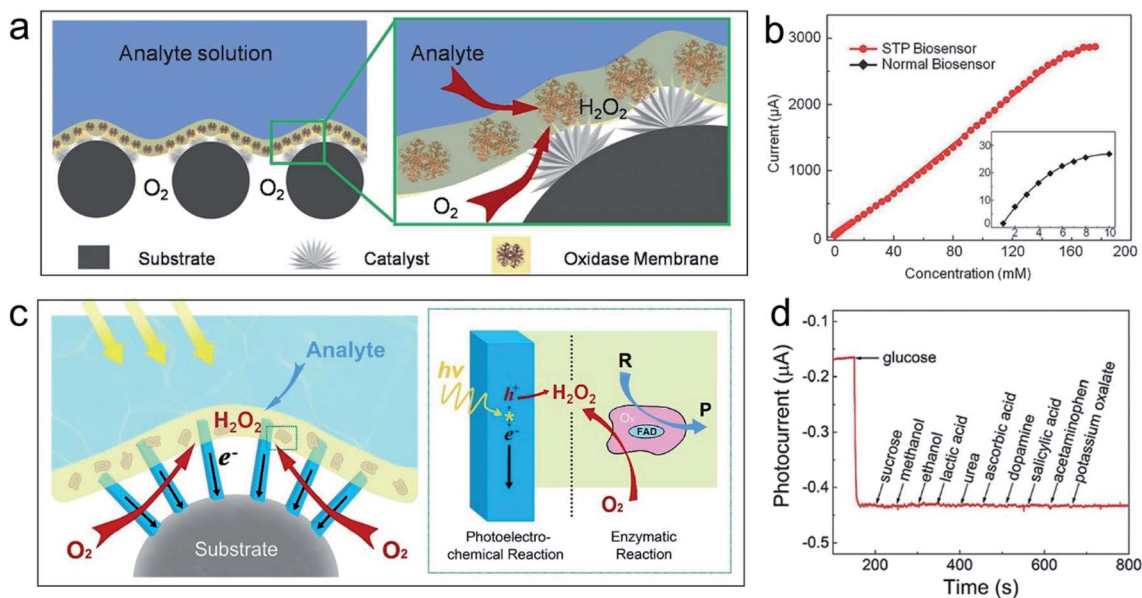 a
Analyte solution
O₂
O₂
Analyte
H₂O₂
O₂
Substrate
Catalyst
Oxidase Membrane
b
STP Biosensor
Normal Biosensor
Current (μA)
3000
2000
1000
0
30
20
10
0
2
4
6
8
10
0
40
80
120
160
200
Concentration (mM)
c
Analyte
H₂O₂
e⁻
O₂
O₂
Substrate
hv
h⁺
e⁻
H₂O₂
R
P
Oₓ
FAD
O₂
Photoelectro-
chemical Reaction
Enzymatic
Reaction
d
Photocurrent (μA)
-0.1
-0.2
-0.3
-0.4
-0.5
glucose
sucrose
methanol
ethanol
lactic acid
urea
ascorbic acid
dopamine
salicylic acid
acetaminophen
potassium oxalate
200
400
600
800
Time (s)